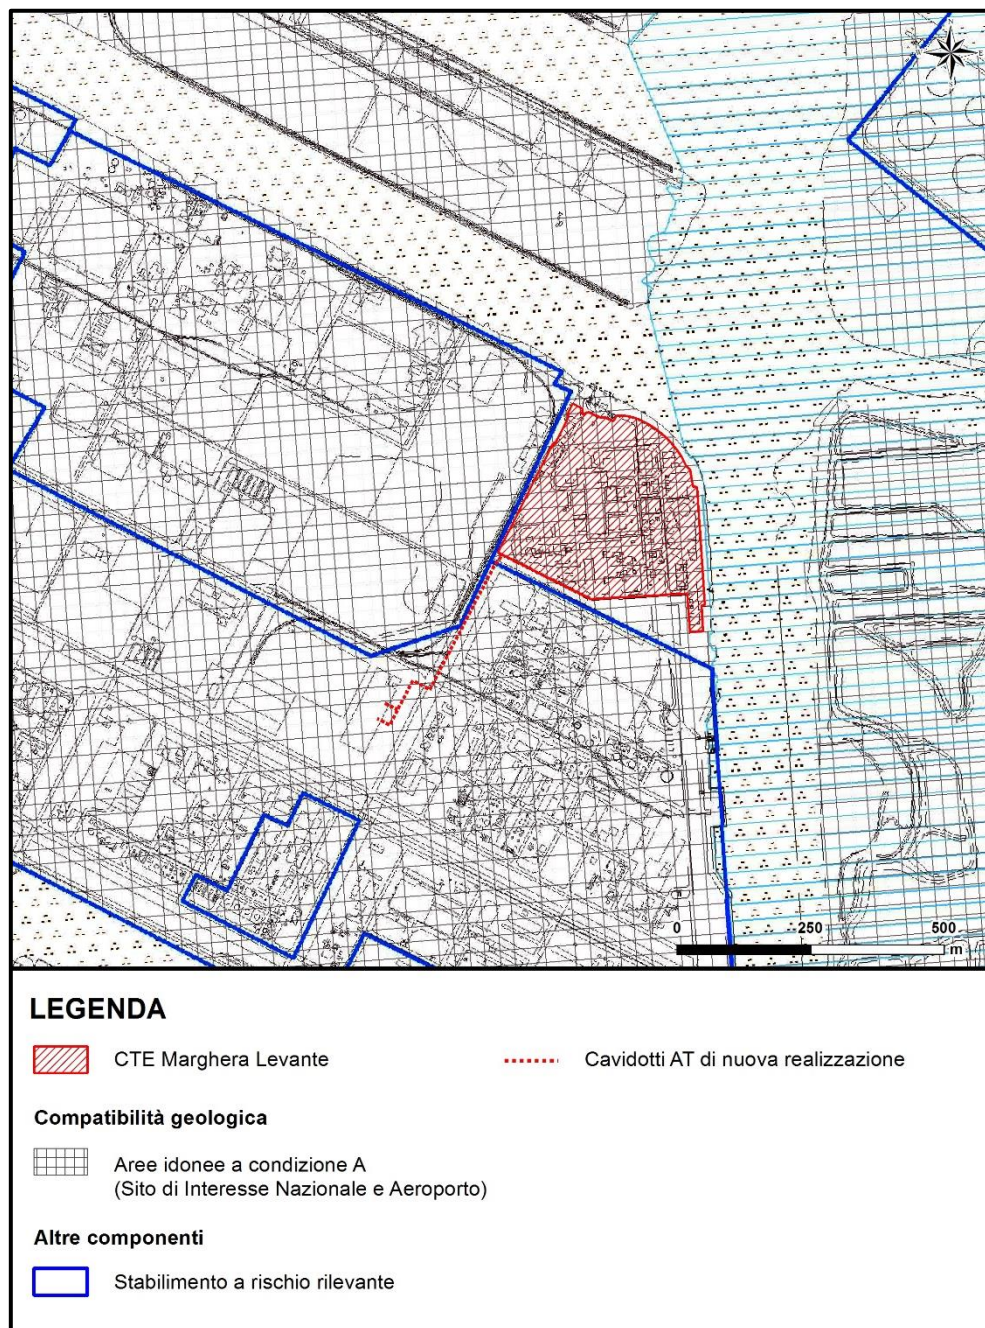 0 250 500
m
LEGENDA
CTE Marghera Levante
Cavidotti AT di nuova realizzazione
Compatibilità geologica
Aree idonee a condizione A
(Sito di Interesse Nazionale e Aeroporto)
Altre componenti
Stabilimento a rischio rilevante